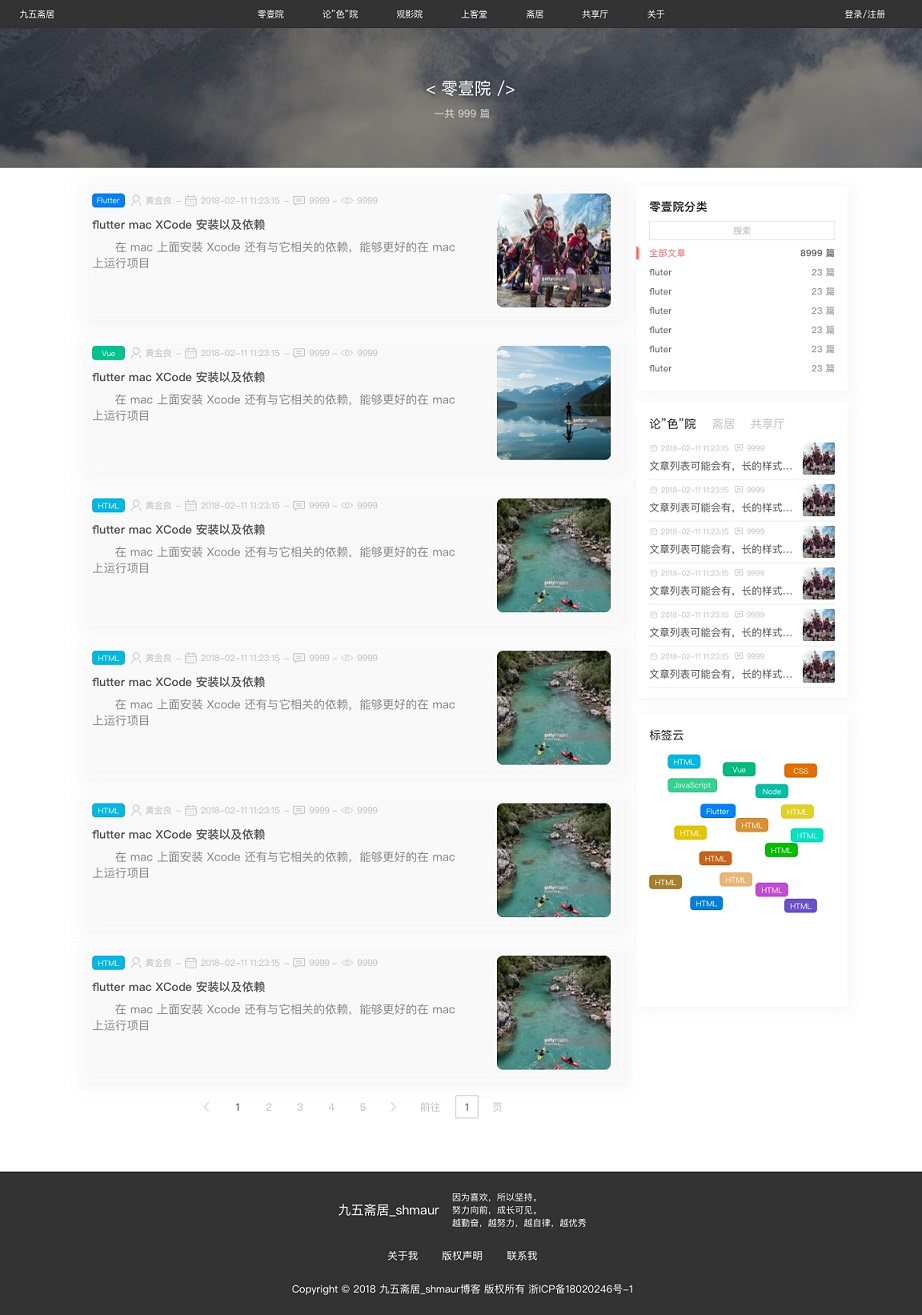 九五斋居 零壹院 论”色”院 观影院 上客堂 斋居 共享厅 关于 登录/注册
< 零壹院 />
一共 999 篇
Flutter 黄金良 - 2018-02-11 11:23:15 - 9999 - 9999
flutter mac XCode 安装以及依赖
在 mac 上面安装 Xcode 还有与它相关的依赖，能够更好的在 mac
上运行项目
Vue 黄金良 - 2018-02-11 11:23:15 - 9999 - 9999
flutter mac XCode 安装以及依赖
在 mac 上面安装 Xcode 还有与它相关的依赖，能够更好的在 mac
上运行项目
HTML 黄金良 - 2018-02-11 11:23:15 - 9999 - 9999
flutter mac XCode 安装以及依赖
在 mac 上面安装 Xcode 还有与它相关的依赖，能够更好的在 mac
上运行项目
HTML 黄金良 - 2018-02-11 11:23:15 - 9999 - 9999
flutter mac XCode 安装以及依赖
在 mac 上面安装 Xcode 还有与它相关的依赖，能够更好的在 mac
上运行项目
HTML 黄金良 - 2018-02-11 11:23:15 - 9999 - 9999
flutter mac XCode 安装以及依赖
在 mac 上面安装 Xcode 还有与它相关的依赖，能够更好的在 mac
上运行项目
HTML 黄金良 - 2018-02-11 11:23:15 - 9999 - 9999
flutter mac XCode 安装以及依赖
在 mac 上面安装 Xcode 还有与它相关的依赖，能够更好的在 mac
上运行项目
1 2 3 4 5 前往 1 页
零壹院分类
搜索
全部文章 8999 篇
fluter 23 篇
fluter 23 篇
fluter 23 篇
fluter 23 篇
fluter 23 篇
fluter 23 篇
论”色”院 斋居 共享厅
2018-02-11 11:23:15 9999
文章列表可能会有，长的样式...
2018-02-11 11:23:15 9999
文章列表可能会有，长的样式...
2018-02-11 11:23:15 9999
文章列表可能会有，长的样式...
2018-02-11 11:23:15 9999
文章列表可能会有，长的样式...
2018-02-11 11:23:15 9999
文章列表可能会有，长的样式...
2018-02-11 11:23:15 9999
文章列表可能会有，长的样式...
标签云
HTML Vue CSS
JavaScript Node
Flutter HTML
HTML HTML HTML
HTML HTML
HTML HTML HTML
HTML HTML
九五斋居_shmaur
因为喜欢，所以坚持。
努力向前，成长可见。
越勤奋，越努力，越自律，越优秀
关于我 版权声明 联系我
Copyright © 2018 九五斋居_shmaur博客 版权所有 浙ICP备18020246号-1